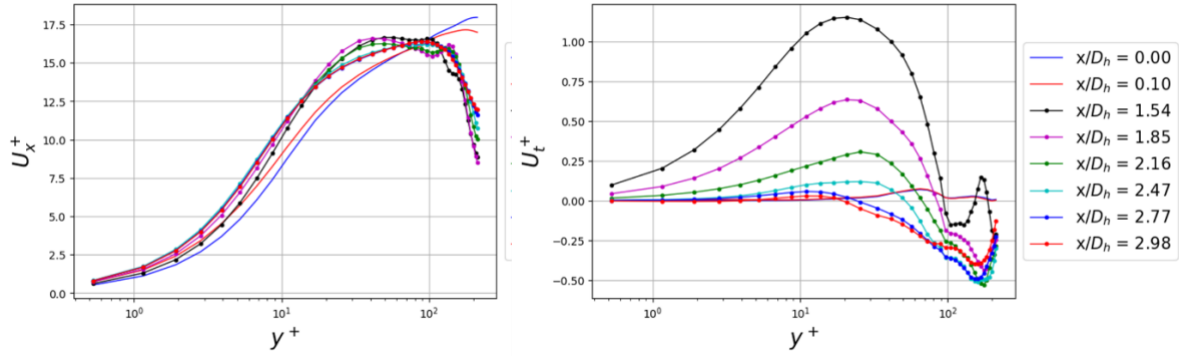 17.5
15.0
12.5
10.0
7.5
5.0
2.5
0.0
U_x^+
10^0
10^1
10^2
y^+
1.00
0.75
0.50
0.25
0.00
−0.25
−0.50
U_t^+
10^0
10^1
10^2
y^+
x/D_h = 0.00
x/D_h = 0.10
x/D_h = 1.54
x/D_h = 1.85
x/D_h = 2.16
x/D_h = 2.47
x/D_h = 2.77
x/D_h = 2.98